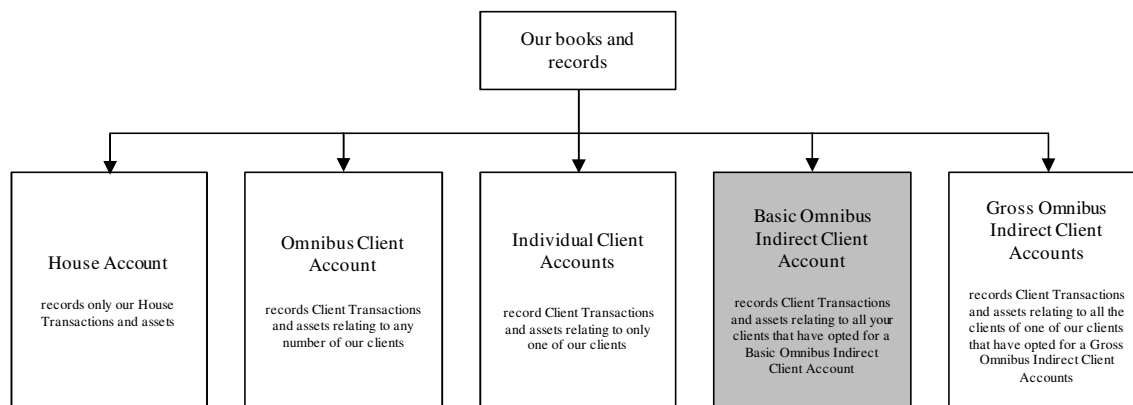 Our books and
records
House Account
records only our House
Transactions and assets
Omnibus Client
Account
records Client Transactions
and assets relating to any
number of our clients
Individual Client
Accounts
record Client Transactions
and assets relating to only
one of our clients
Basic Omnibus
Indirect Client
Account
records Client Transactions
and assets relating to all your
clients that have opted for a
Basic Omnibus Indirect
Client Account
Gross Omnibus
Indirect Client
Accounts
records Client Transactions
and assets relating to all the
clients of one of our clients
that have opted for a Gross
Omnibus Indirect Client
Accounts